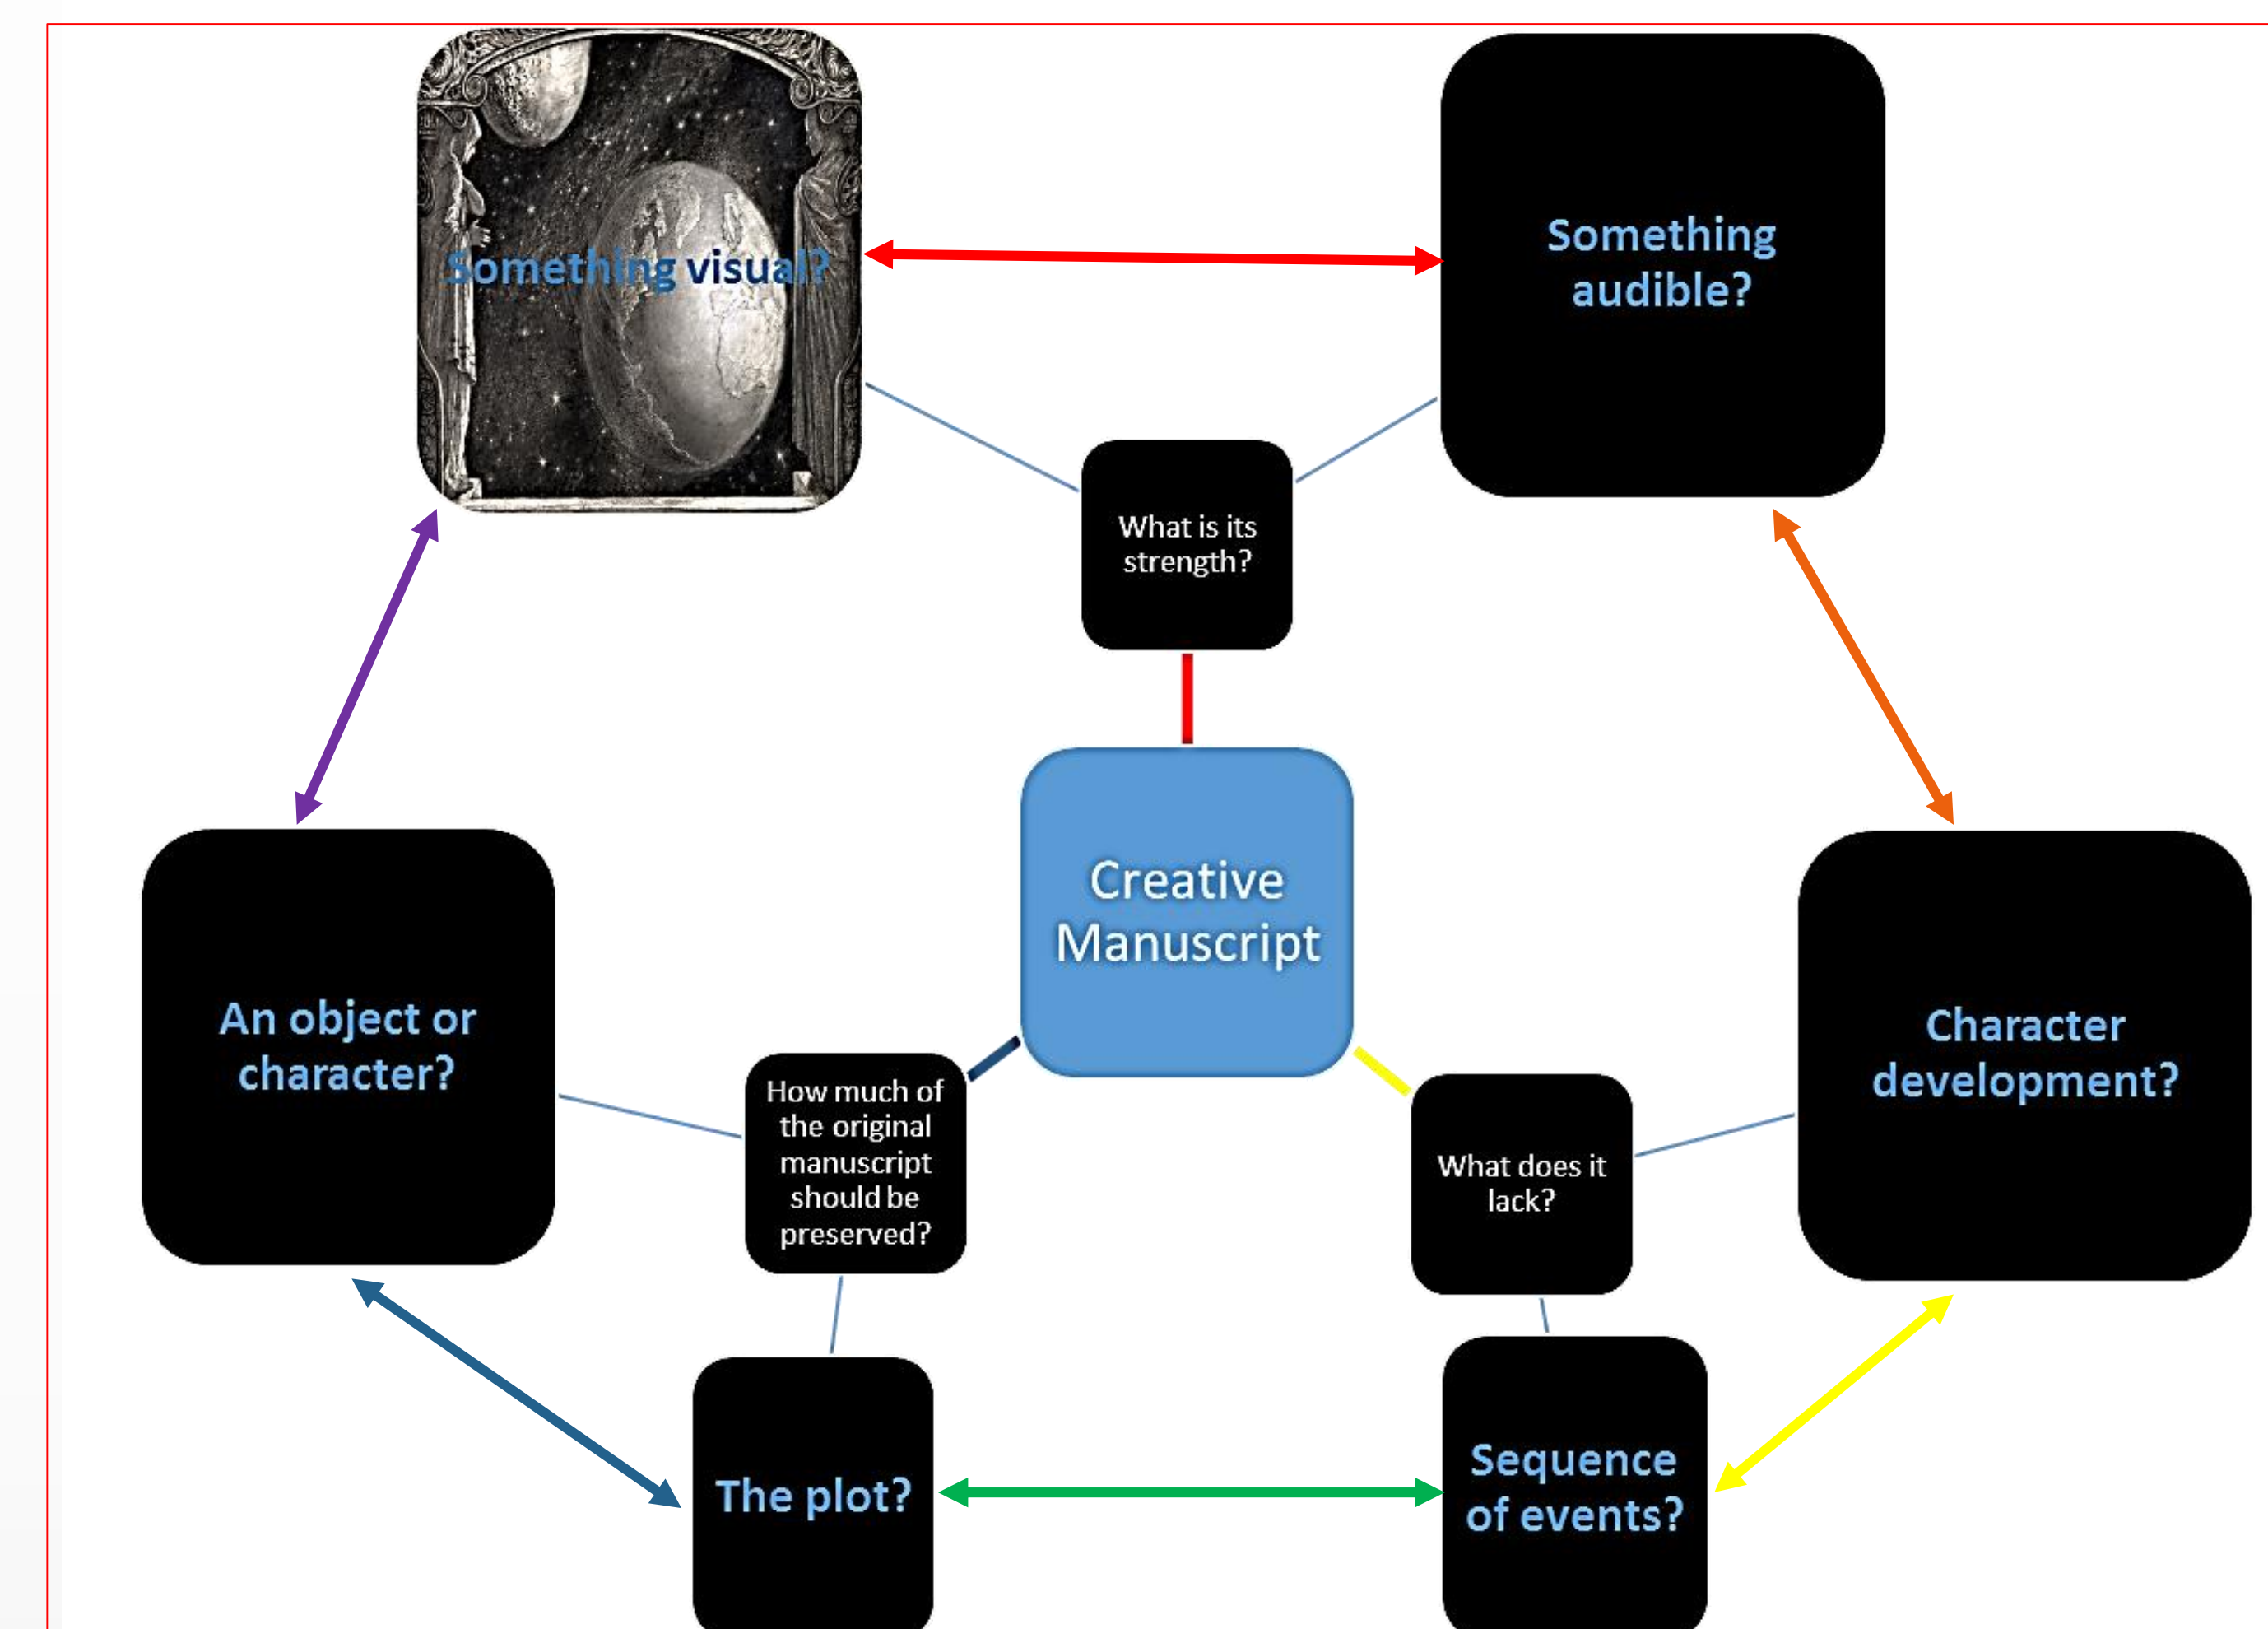 Something visual?
Something
audible?
What is its
strength?
Creative
Manuscript
An object or
character?
How much of
the original
manuscript
should be
preserved?
Character
development?
What does it
lack?
The plot?
Sequence
of events?